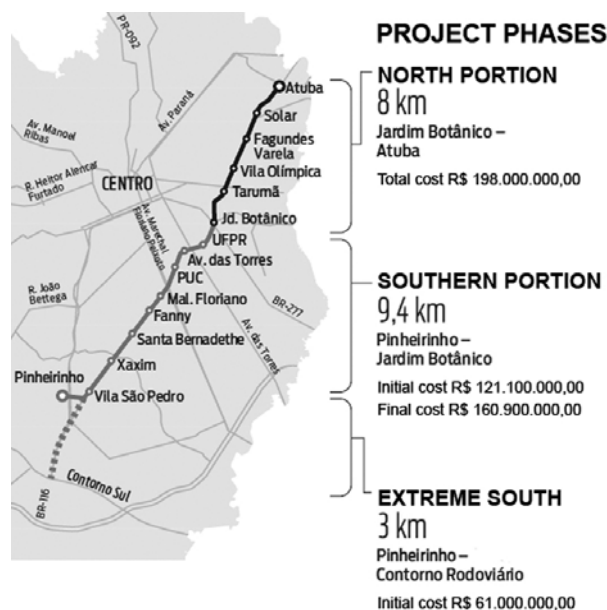 PR-092
Av. Paraná
Atuba
Solar
Fagundes
Varela
Vila Olímpica
Tarumã
Av. Manoel
Ribas
R. Heitor Alencar
Furtado
CENTRO
Jd. Botânico
Av. Marechal
Floriano Peixoto
UFPR
Av. das Torres
PUC
Mal. Floriano
Fanny
BR-277
Av. das Torres
R. João
Bettega
Santa Bernadethe
Xaxim
Pinheirinho
Vila São Pedro
Contorno Sul
BR-116
PROJECT PHASES
NORTH PORTION
8 km
Jardim Botânico –
Atuba
Total cost R$ 198.000.000,00
SOUTHERN PORTION
9,4 km
Pinheirinho –
Jardim Botânico
Initial cost R$ 121.100.000,00
Final cost R$ 160.900.000,00
EXTREME SOUTH
3 km
Pinheirinho –
Contorno Rodoviário
Initial cost R$ 61.000.000,00